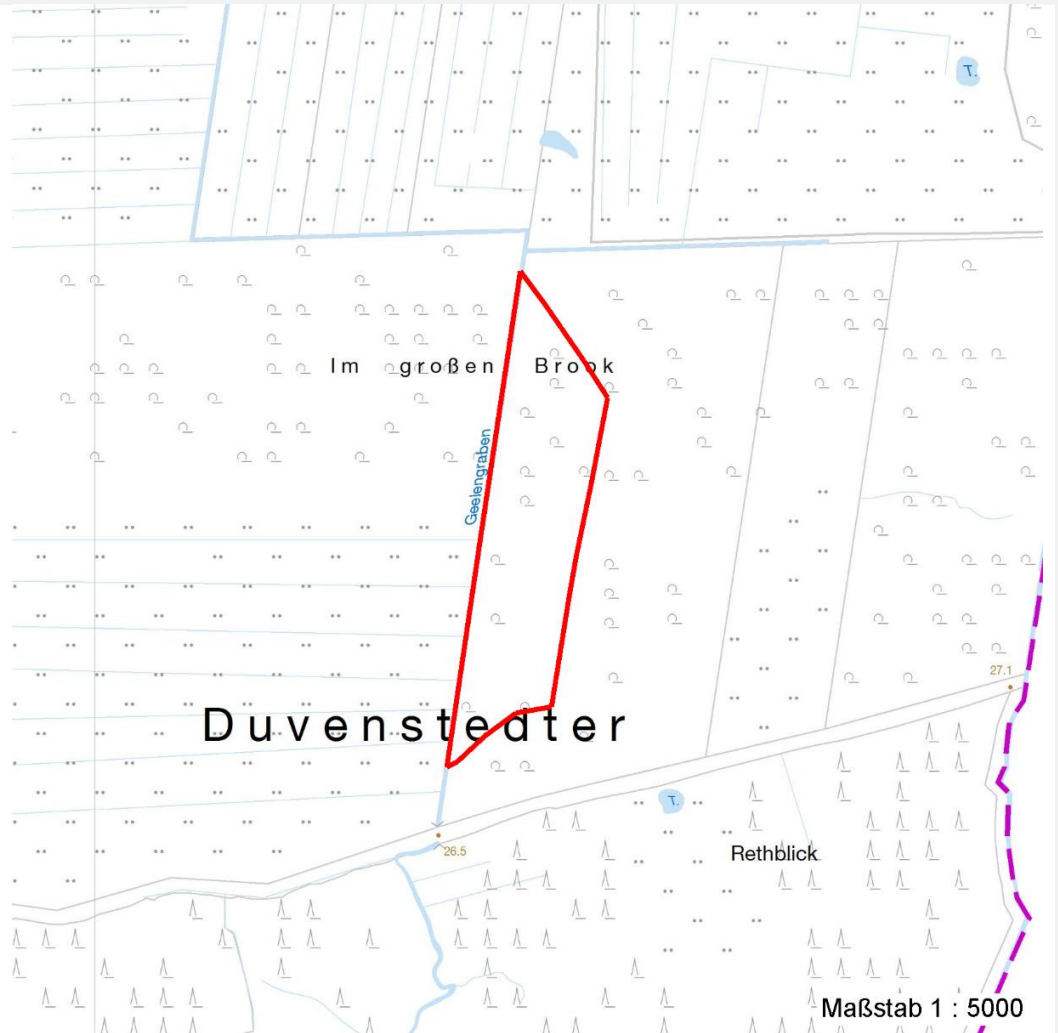 T.
Im großen Brook
Geelengraben
27.1
Duvenstedter
T.
26.5
Rethblick
Maßstab 1 : 5000